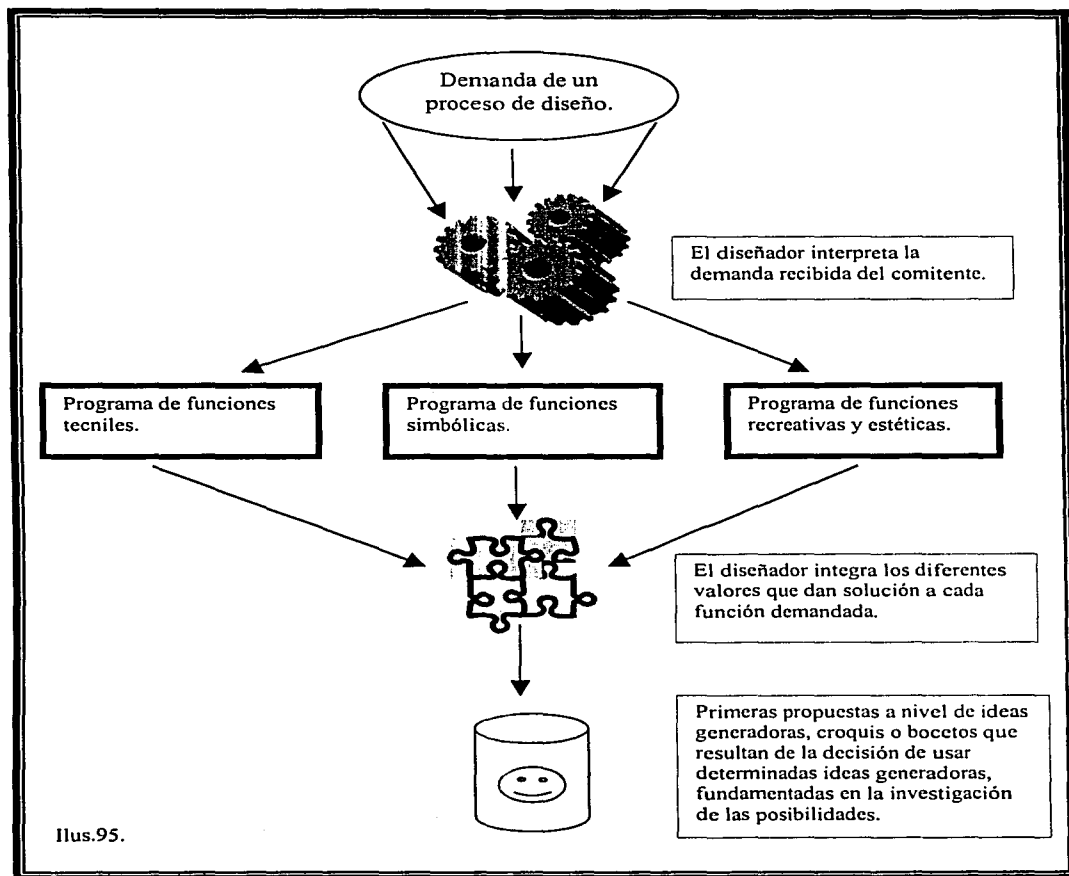 Demanda de un
proceso de diseño.
El diseñador interpreta la
demanda recibida del comitente.
Programa de funciones
tecniles.
Programa de funciones
simbólicas.
Programa de funciones
recreativas y estéticas.
El diseñador integra los diferentes
valores que dan solución a cada
función demandada.
Primeras propuestas a nivel de ideas
generadoras, croquis o bocetos que
resultan de la decisión de usar
determinadas ideas generadoras,
fundamentadas en la investigación
de las posibilidades.
Ilus.95.